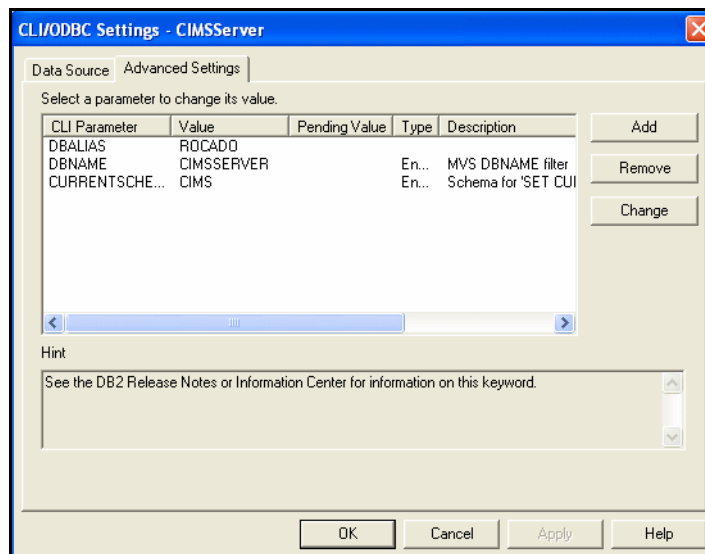 CLI/ODBC Settings - CIMSServer
Data Source Advanced Settings
Select a parameter to change its value.
CLI Parameter Value Pending Value Type Description
DBALIAS ROCADO
DBNAME CIMSSERVER En... MVS DBNAME filter
CURRENTSCHE... CIMS En... Schema for 'SET CUI
Add
Remove
Change
Hint
See the DB2 Release Notes or Information Center for information on this keyword.
OK Cancel Apply Help